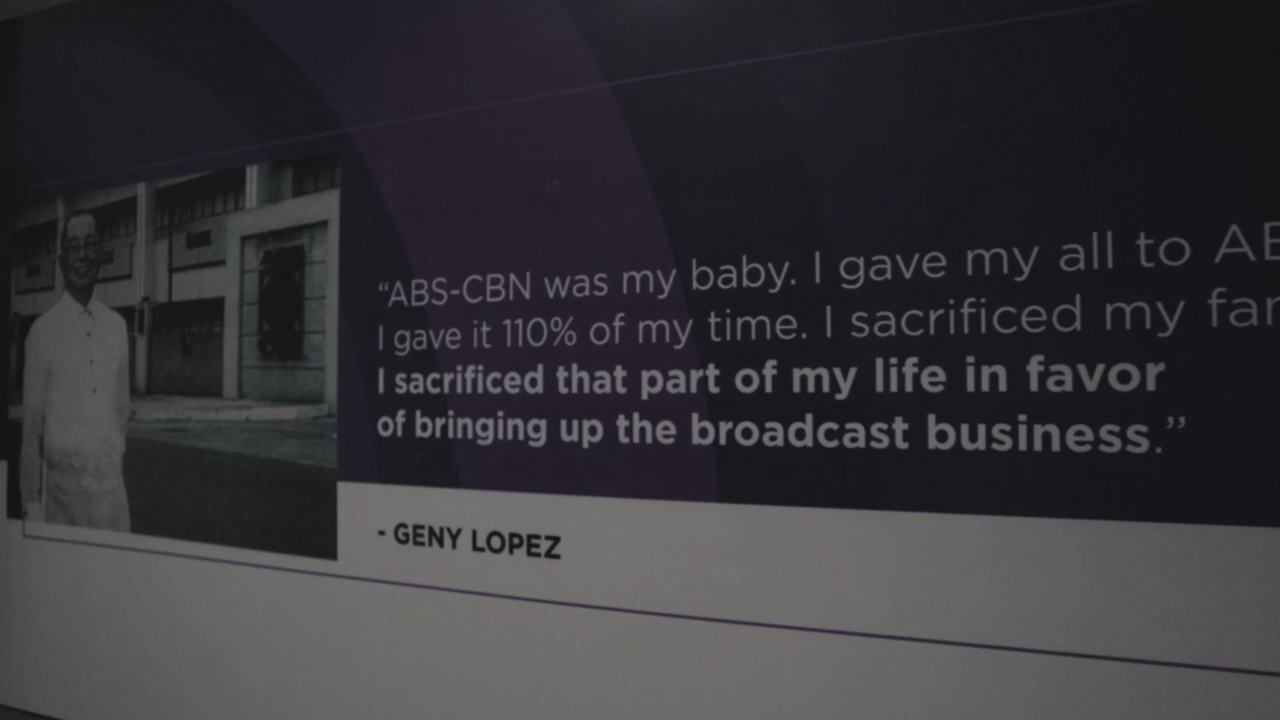 “ABS-CBN was my baby. I gave my all to
I gave it 110% of my time. I sacrificed my
I sacrificed that part of my life in favor
of bringing up the broadcast business.”
- GENY LOPEZ